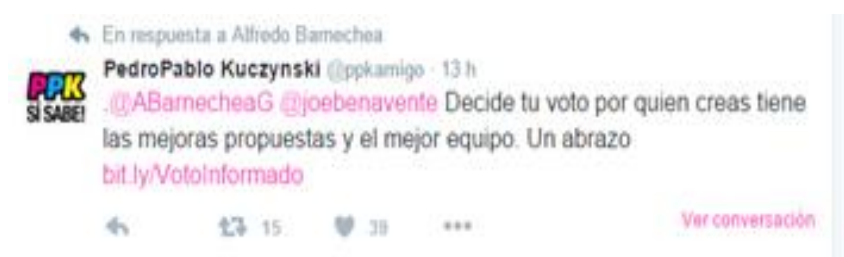 En respuesta a Alfredo Barnechea
PedroPablo Kuczynski @ppkamigo · 13 h
PPK
SÍ SABE!
.@ABarnecheaG @joebenavente Decide tu voto por quien creas tiene
las mejores propuestas y el mejor equipo. Un abrazo
bit.ly/VotoInformado
15 39
Ver conversación